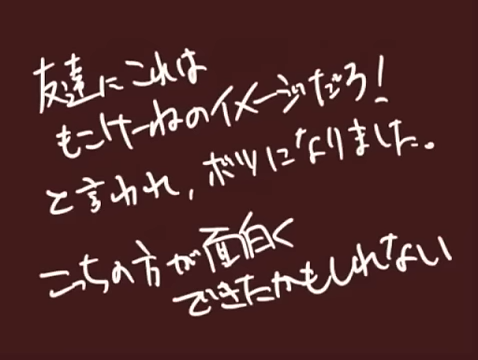 友達にこれは
もこけーねのイメージだろ!
と言われ、ボツになりました。
こっちの方が面白く
できたかもしれない